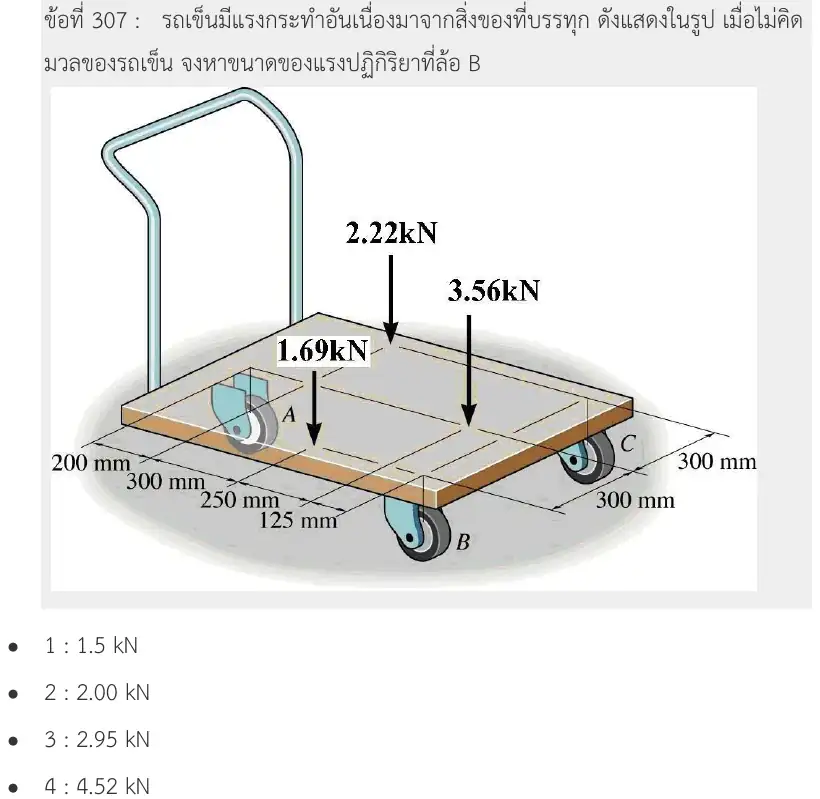 ข้อที่ 307 : รถเข็นมีแรงกระทำอันเนื่องมาจากสิ่งของที่บรรทุก ดังแสดงในรูป เมื่อไม่คิด
มวลของรถเข็น จงหาขนาดของแรงปฏิกิริยาที่ล้อ B
2.22kN
3.56kN
1.69kN
A
C
200 mm
300 mm
300 mm
250 mm
300 mm
125 mm
B
1 : 1.5 kN
2 : 2.00 kN
3 : 2.95 kN
4 : 4.52 kN